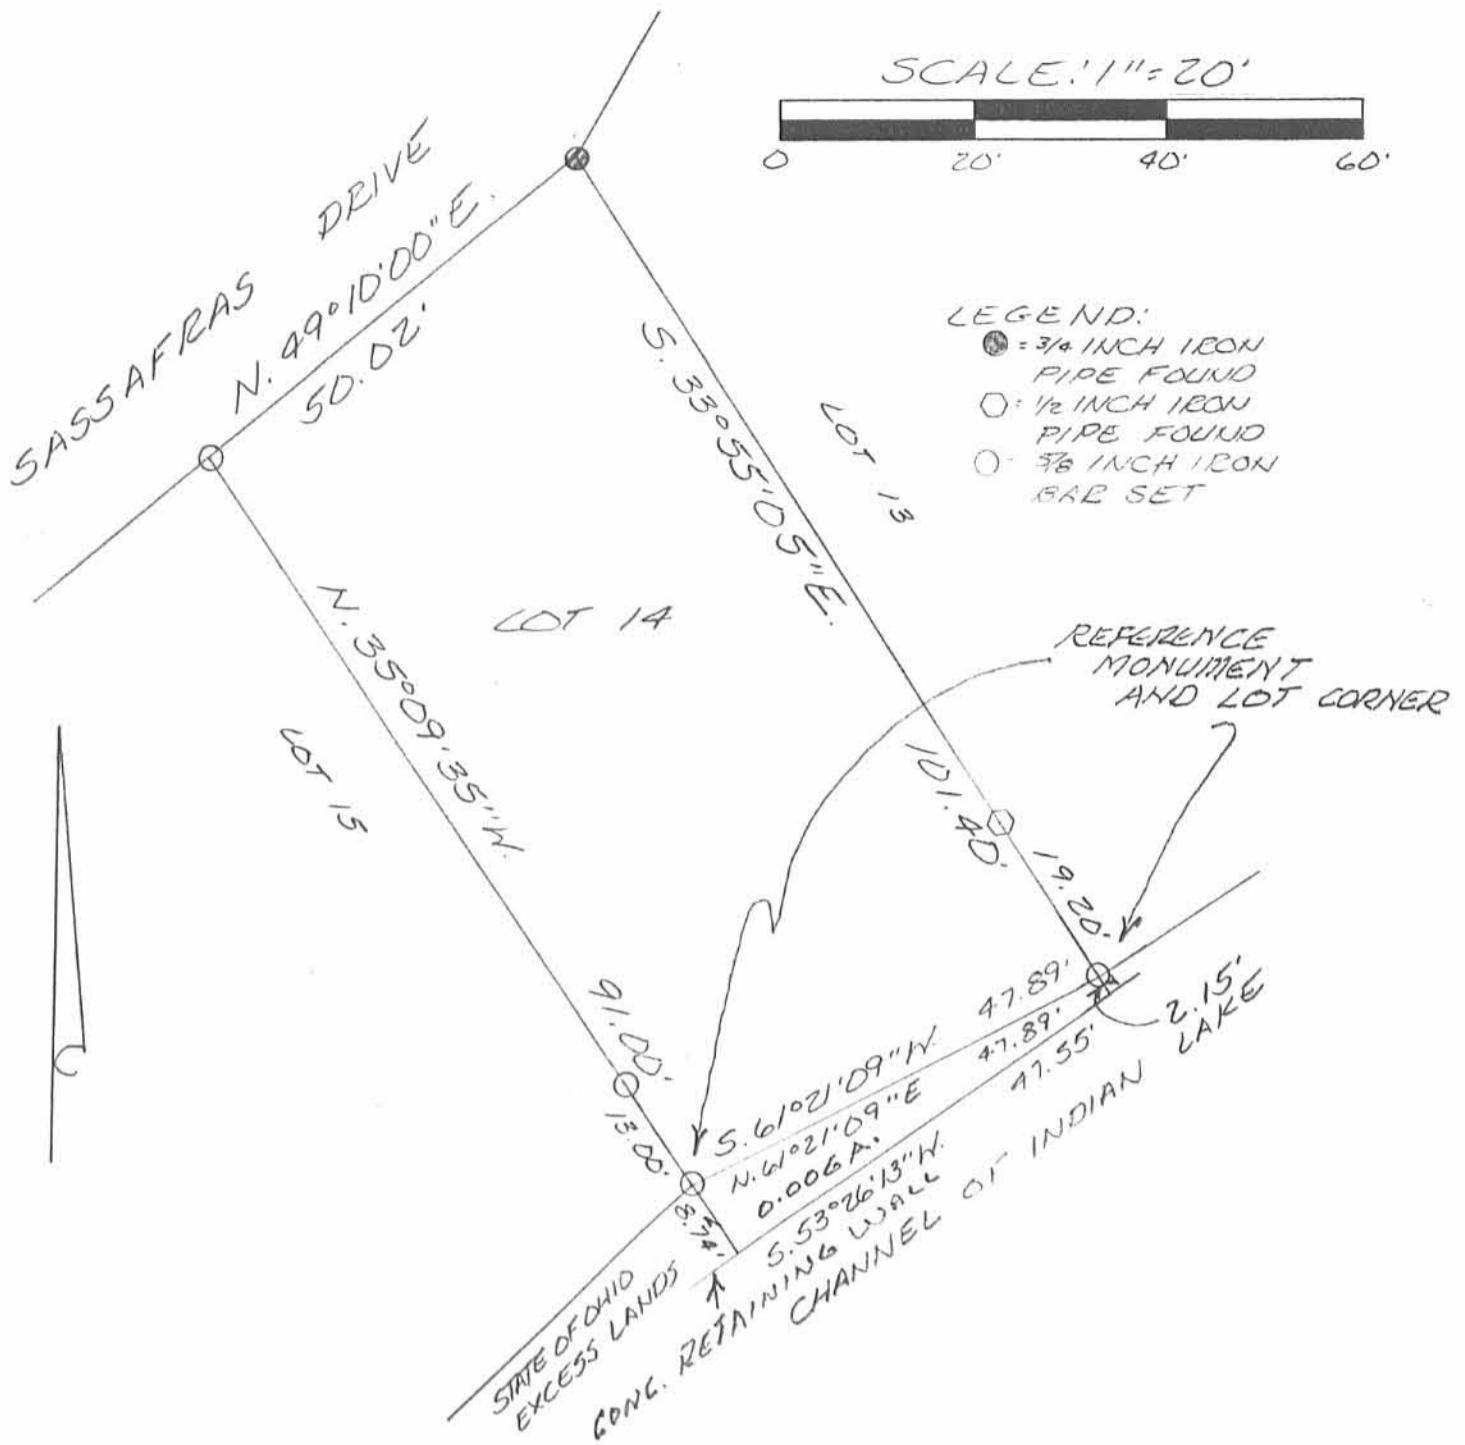 SCALE: 1"=20'
0 20' 40' 60'
SASSAFRAS DRIVE
N. 49°10'00"E.
50.02'
LEGEND:
= 3/4 INCH IRON
PIPE FOUND
= 1/2 INCH IRON
PIPE FOUND
5/8 INCH IRON
BAR SET
S. 33°55'05"E.
LOT 13
LOT 14
N. 35°09'35"W.
LOT 15
REFERENCE
MONUMENT
AND LOT CORNER
101.40'
19.20'
91.00'
13.00'
S. 61°21'09"W. 47.89'
N. 61°21'09"E 47.89'
0.006 A.
47.55'
2.15'
8.74'
S. 53°26'13"W.
CONC. RETAINING WALL
CHANNEL OF INDIAN LAKE
STATE OF OHIO
EXCESS LANDS